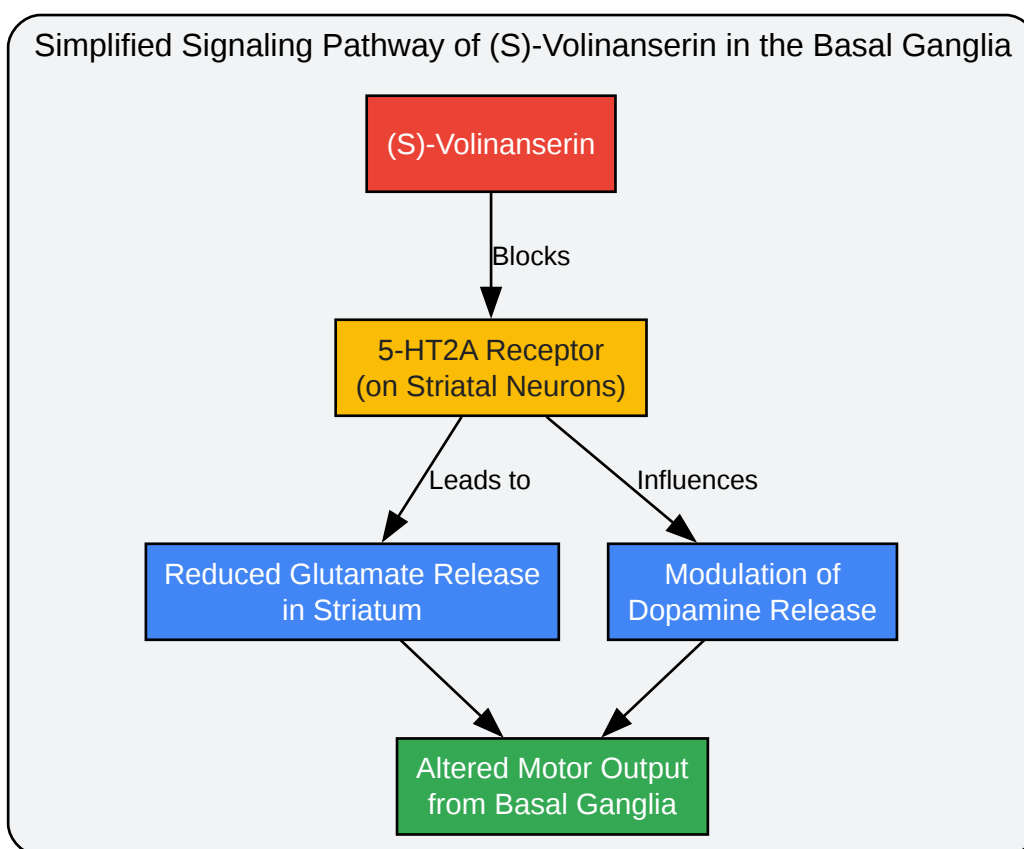 Simplified Signaling Pathway of (S)-Volinanserin in the Basal Ganglia
(S)-Volinanserin
Blocks
5-HT2A Receptor
(on Striatal Neurons)
Leads to
Influences
Reduced Glutamate Release
in Striatum
Modulation of
Dopamine Release
Altered Motor Output
from Basal Ganglia